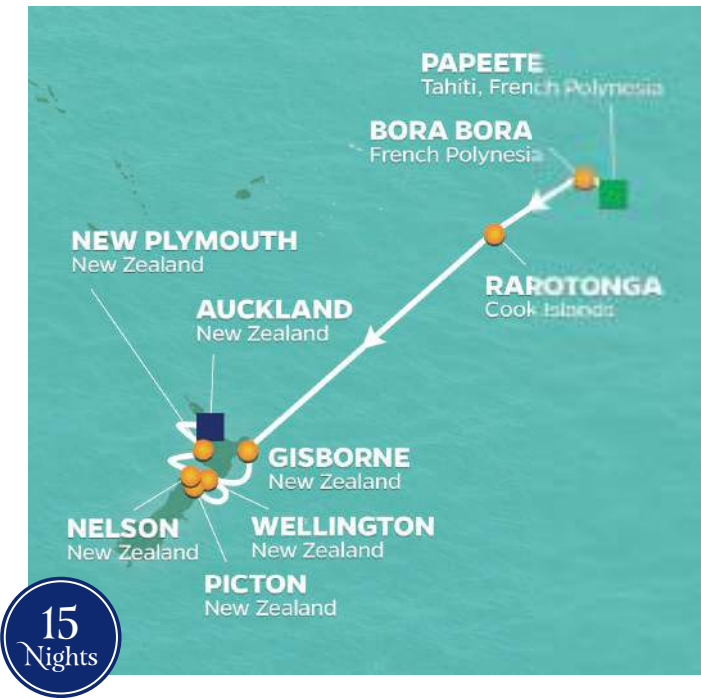 PAPEETE
Tahiti, French Polynesia
BORA BORA
French Polynesia
NEW PLYMOUTH
New Zealand
AUCKLAND
New Zealand
RAROTONGA
Cook Islands
GISBORNE
New Zealand
NELSON
New Zealand
WELLINGTON
New Zealand
PICTON
New Zealand
15
Nights